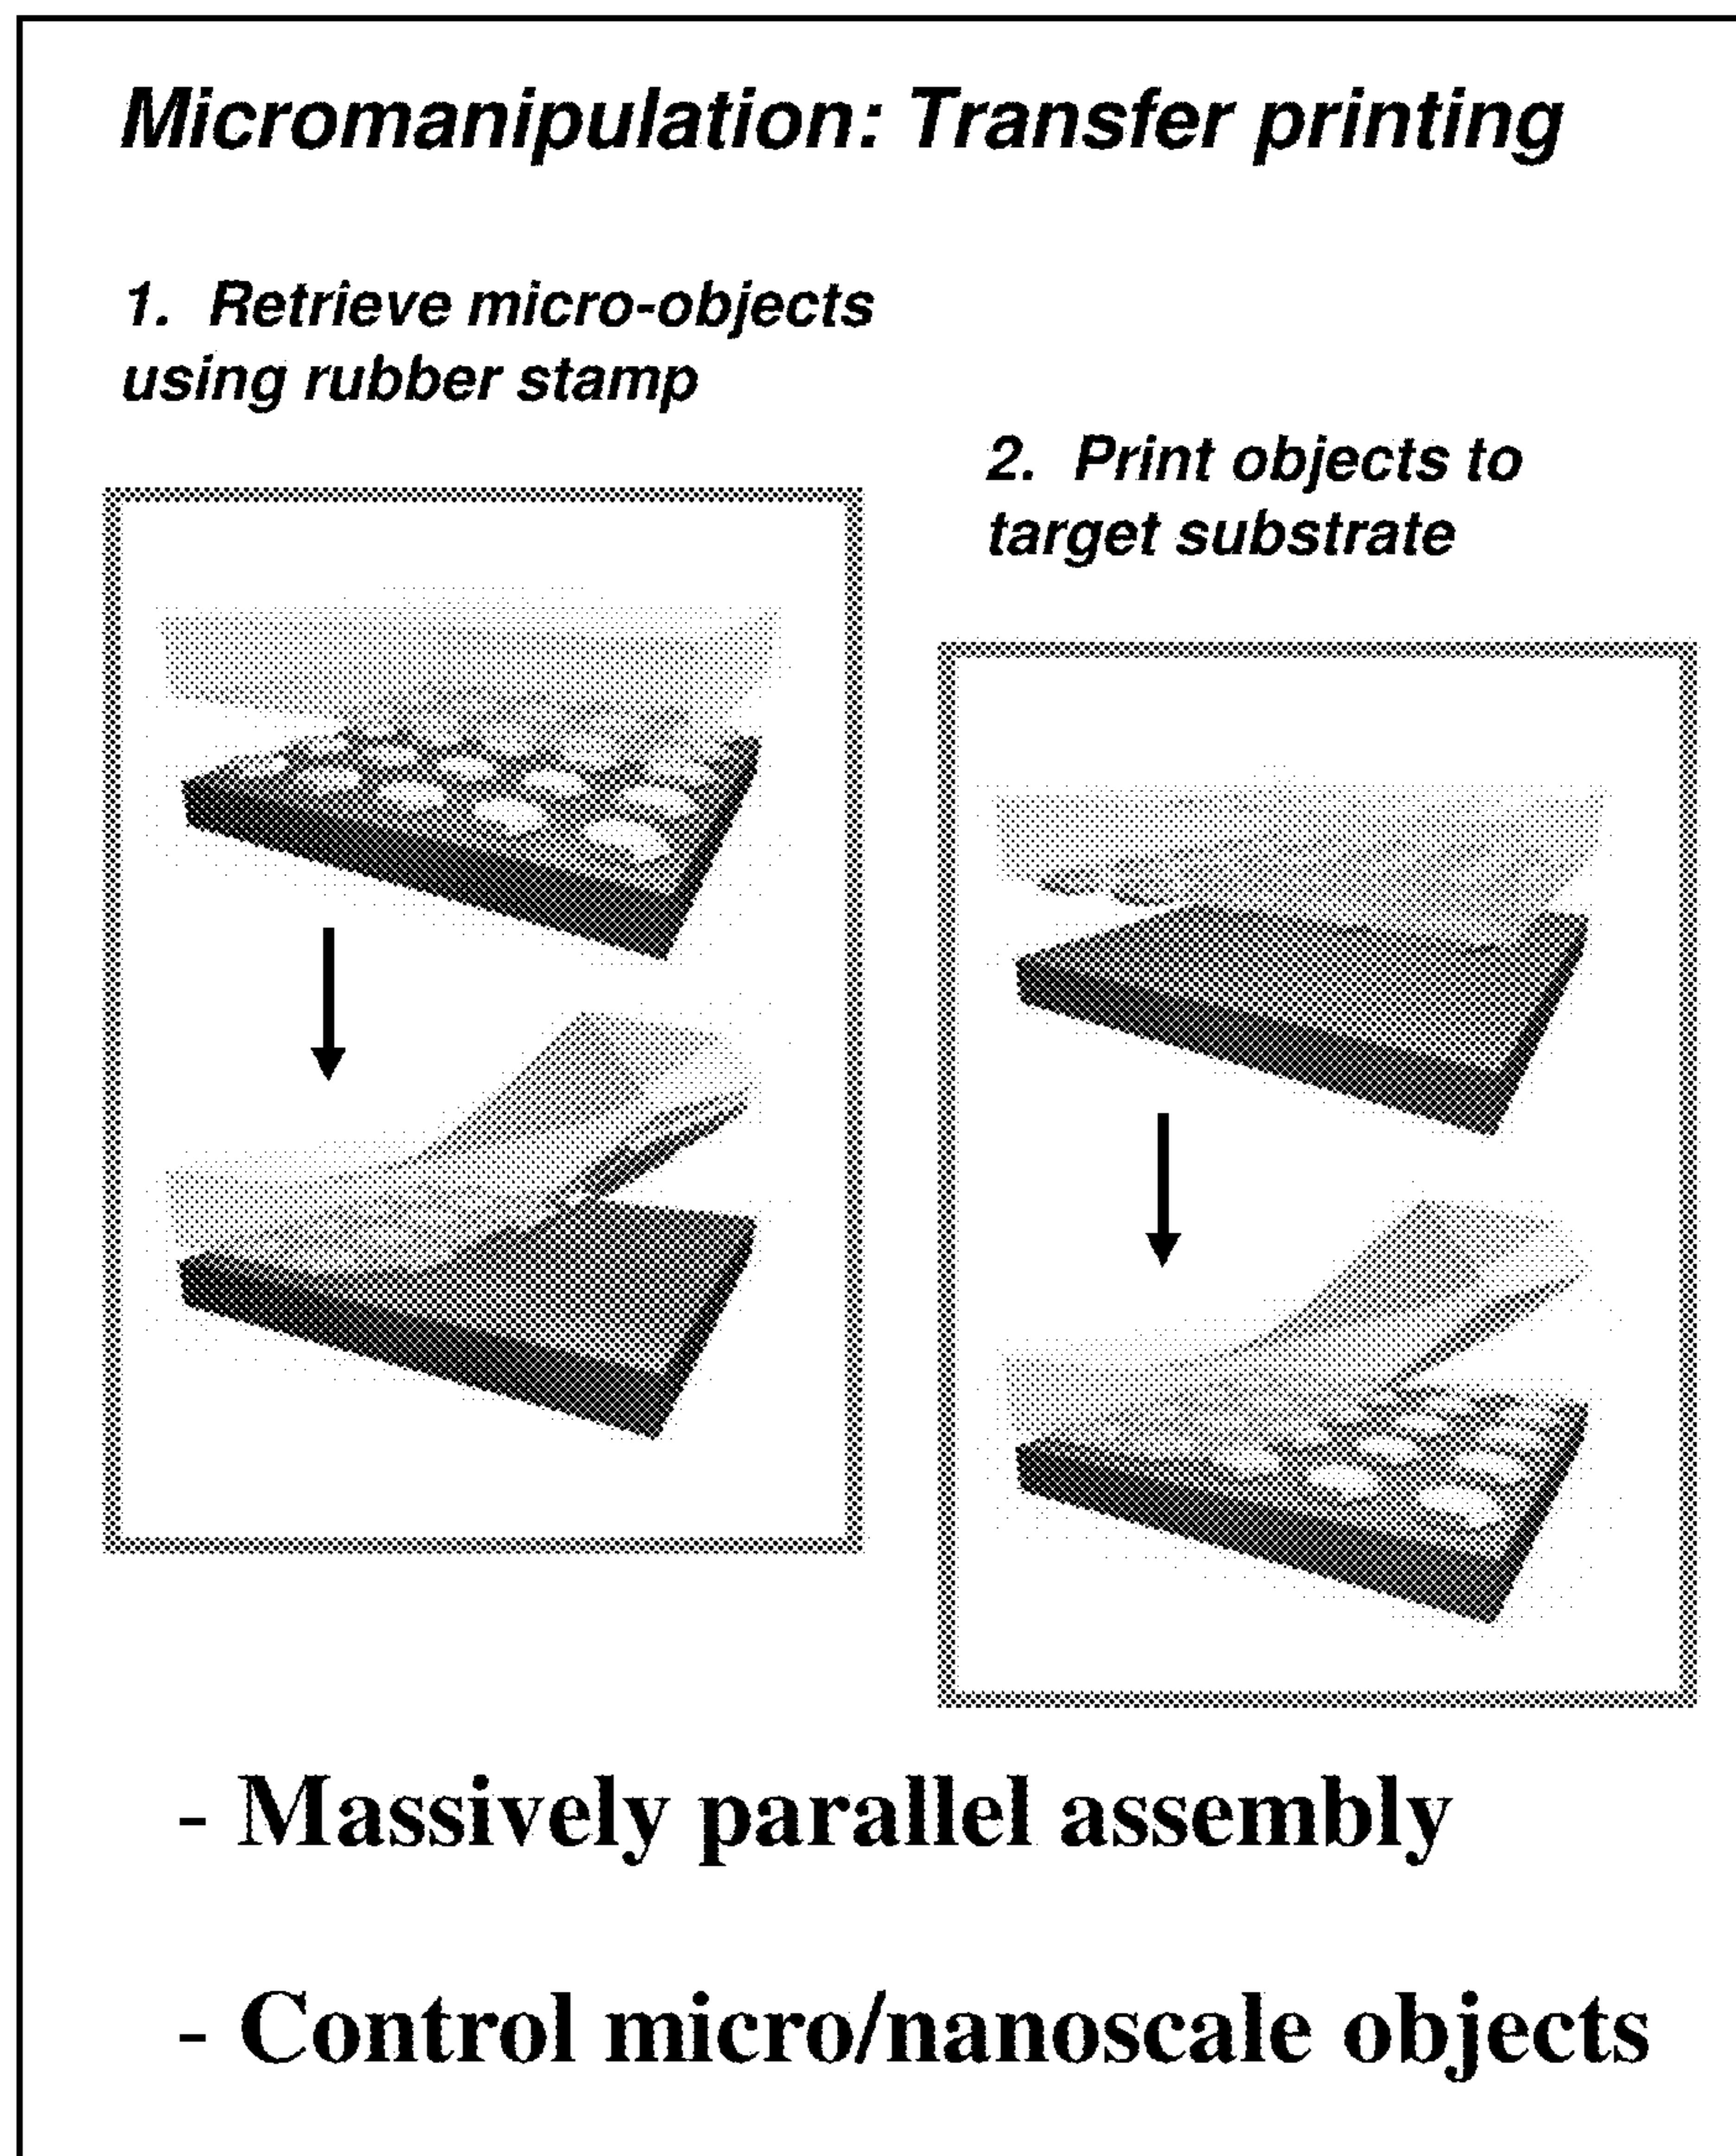 Micromanipulation: Transfer printing
1. Retrieve micro-objects
using rubber stamp
2. Print objects to
target substrate
- Massively parallel assembly
- Control micro/nanoscale objects